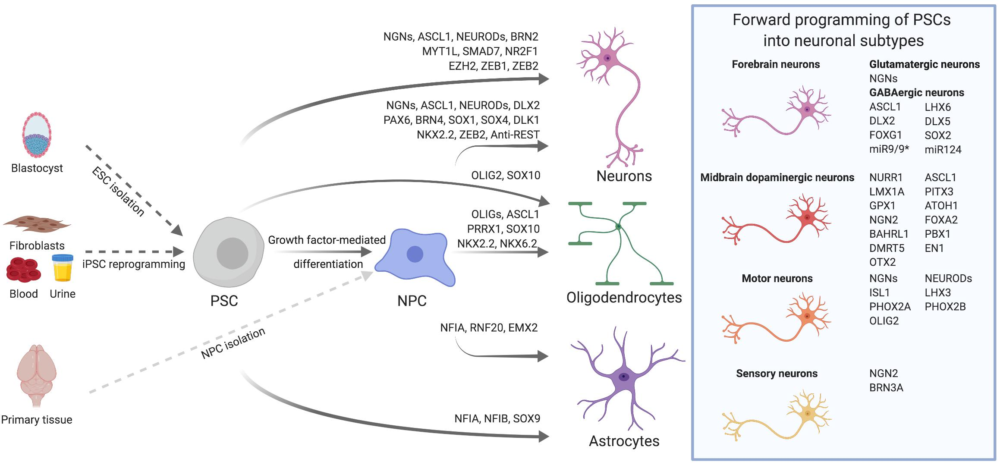 NGNs, ASCL1, NEURODs, BRN2
MYT1L, SMAD7, NR2F1
EZH2, ZEB1, ZEB2
NGNs, ASCL1, NEURODs, DLX2
PAX6, BRN4, SOX1, SOX4, DLK1
NKX2.2, ZEB2, Anti-REST
Neurons
Blastocyst
ESC isolation
OLIG2, SOX10
OLIGs, ASCL1
PRRX1, SOX10
NKX2.2, NKX6.2
Fibroblasts
iPSC reprogramming
Blood
Urine
Growth factor-mediated
differentiation
PSC
NPC
Oligodendrocytes
NPC isolation
NFIA, RNF20, EMX2
Primary tissue
NFIA, NFIB, SOX9
Astrocytes
Forward programming of PSCs
into neuronal subtypes
Forebrain neurons
Glutamatergic neurons
NGNs
GABAergic neurons
ASCL1 LHX6
DLX2 DLX5
FOXG1 SOX2
miR9/9* miR124
Midbrain dopaminergic neurons
NURR1 ASCL1
LMX1A PITX3
GPX1 ATOH1
NGN2 FOXA2
BAHRL1 PBX1
DMRT5 EN1
OTX2
Motor neurons
NGNs NEURODs
ISL1 LHX3
PHOX2A PHOX2B
OLIG2
Sensory neurons
NGN2
BRN3A